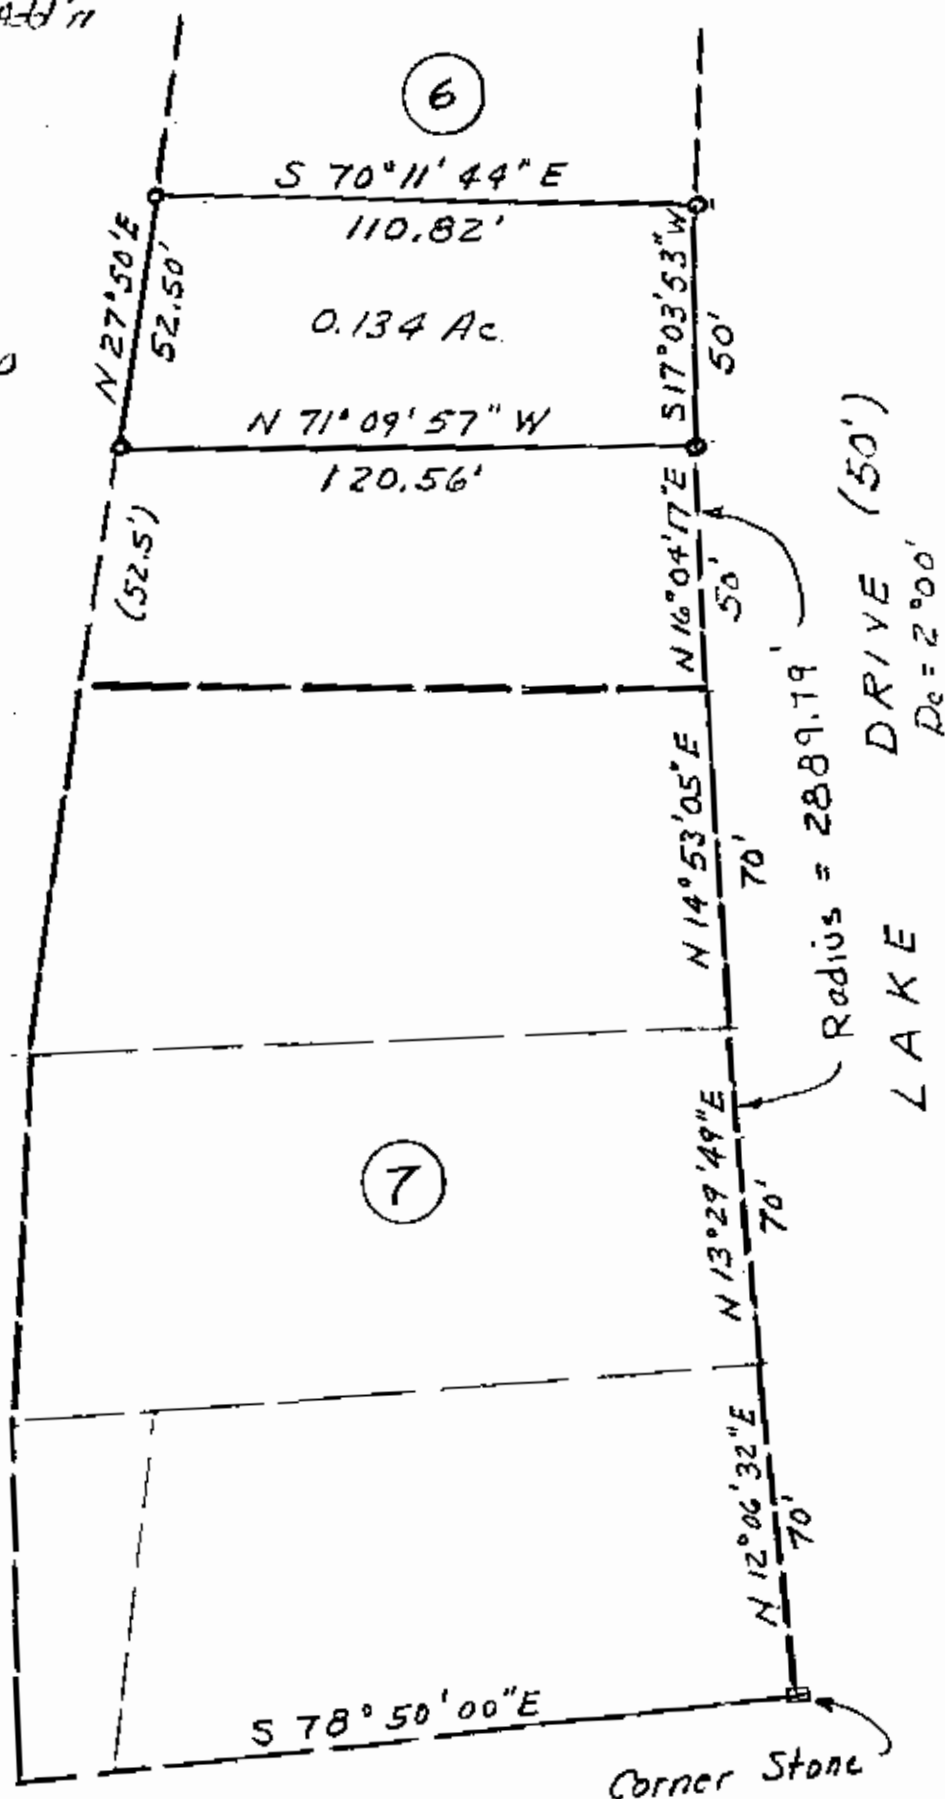 Add'n
6
S 70°11'44" E
110.82'
N 27°50'E
52.50'
0.134 Ac.
S17°03'53"W
50'
N 71°09'57" W
120.56'
(52.5')
N 16°04'17"E
50'
N 14°53'05"E
70'
Radius = 2889.79'
LAKE DRIVE (50')
Dc = 2°00'
7
N 13°29'49"E
70'
N 12°06'32"E
70'
S 78°50'00"E
Corner Stone